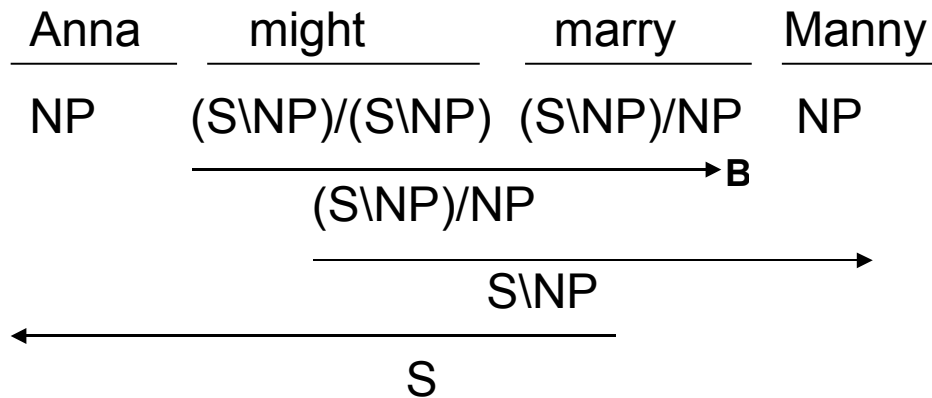 Anna might marry Manny
NP (S\NP)/(S\NP) (S\NP)/NP NP
B
(S\NP)/NP
S\NP
S